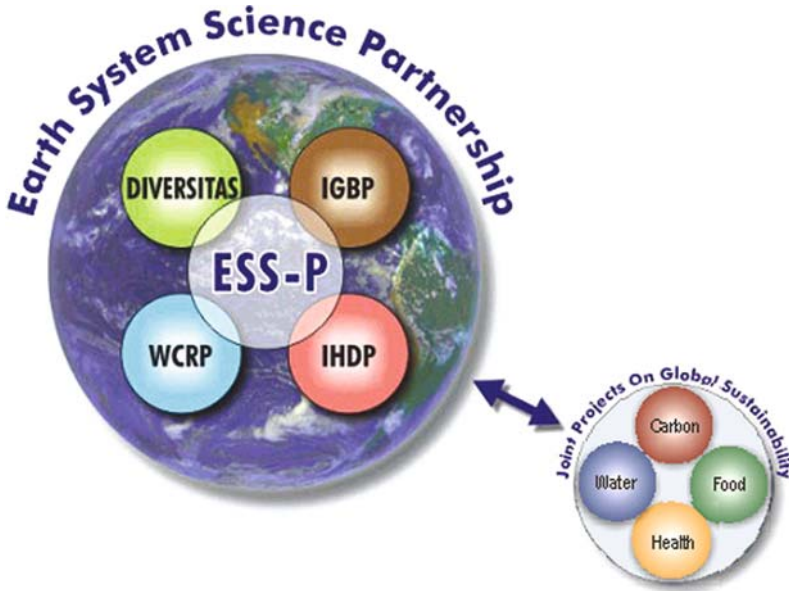 Earth System Science Partnership
DIVERSITAS
IGBP
ESS-P
WCRP
IHDP
Joint Projects On Global Sustainability
Carbon
Water
Food
Health